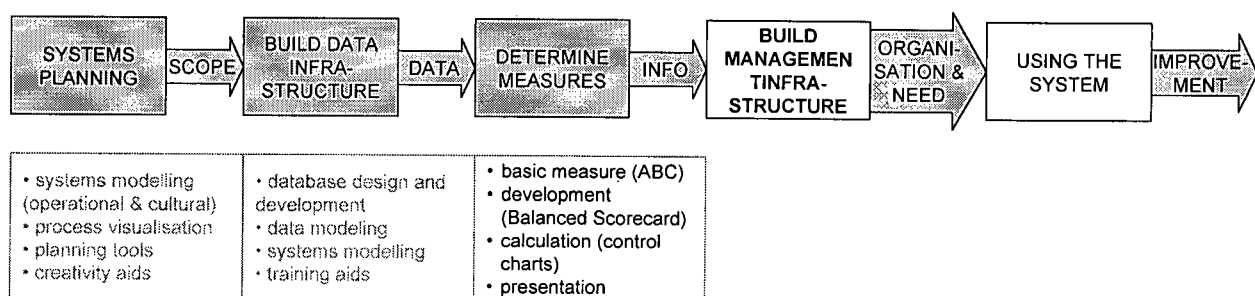 SYSTEMS
PLANNING
SCOPE
BUILD DATA
INFRA-
STRUCTURE
DATA
DETERMINE
MEASURES
INFO
BUILD
MANAGEMEN
TINFRA-
STRUCTURE
ORGANI-
SATION &
NEED
USING THE
SYSTEM
IMPROVE-
MENT
• systems modelling
(operational & cultural)
• process visualisation
• planning tools
• creativity aids
• database design and
development
• data modeling
• systems modelling
• training aids
• basic measure (ABC)
• development
(Balanced Scorecard)
• calculation (control
charts)
• presentation